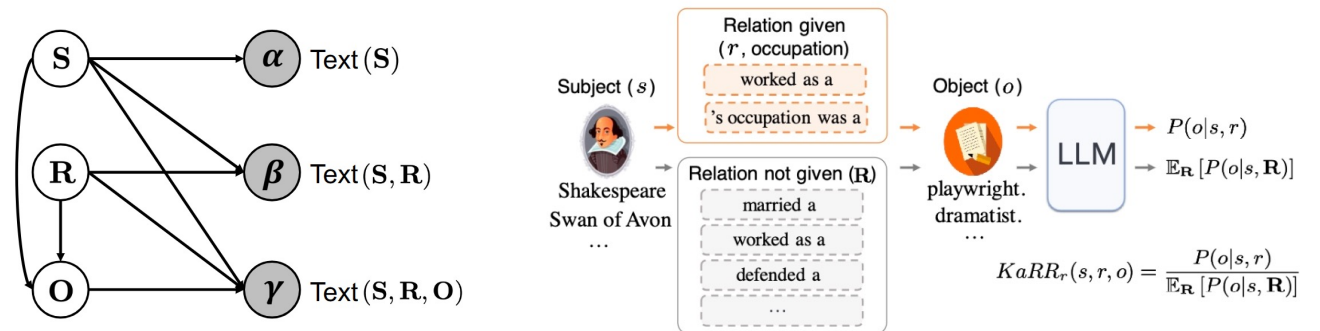 S
α Text (S)
R
β Text (S, R)
O
γ Text (S, R, O)
Subject (s)
Shakespeare
Swan of Avon
...
Relation given
(r, occupation)
worked as a
's occupation was a
Relation not given (R)
married a
worked as a
defended a
...
Object (o)
playwright.
dramatist.
...
LLM
P(o|s, r)
𝔼_R [P(o|s, R)]
KaRR_r(s, r, o) = P(o|s, r) / 𝔼_R [P(o|s, R)]